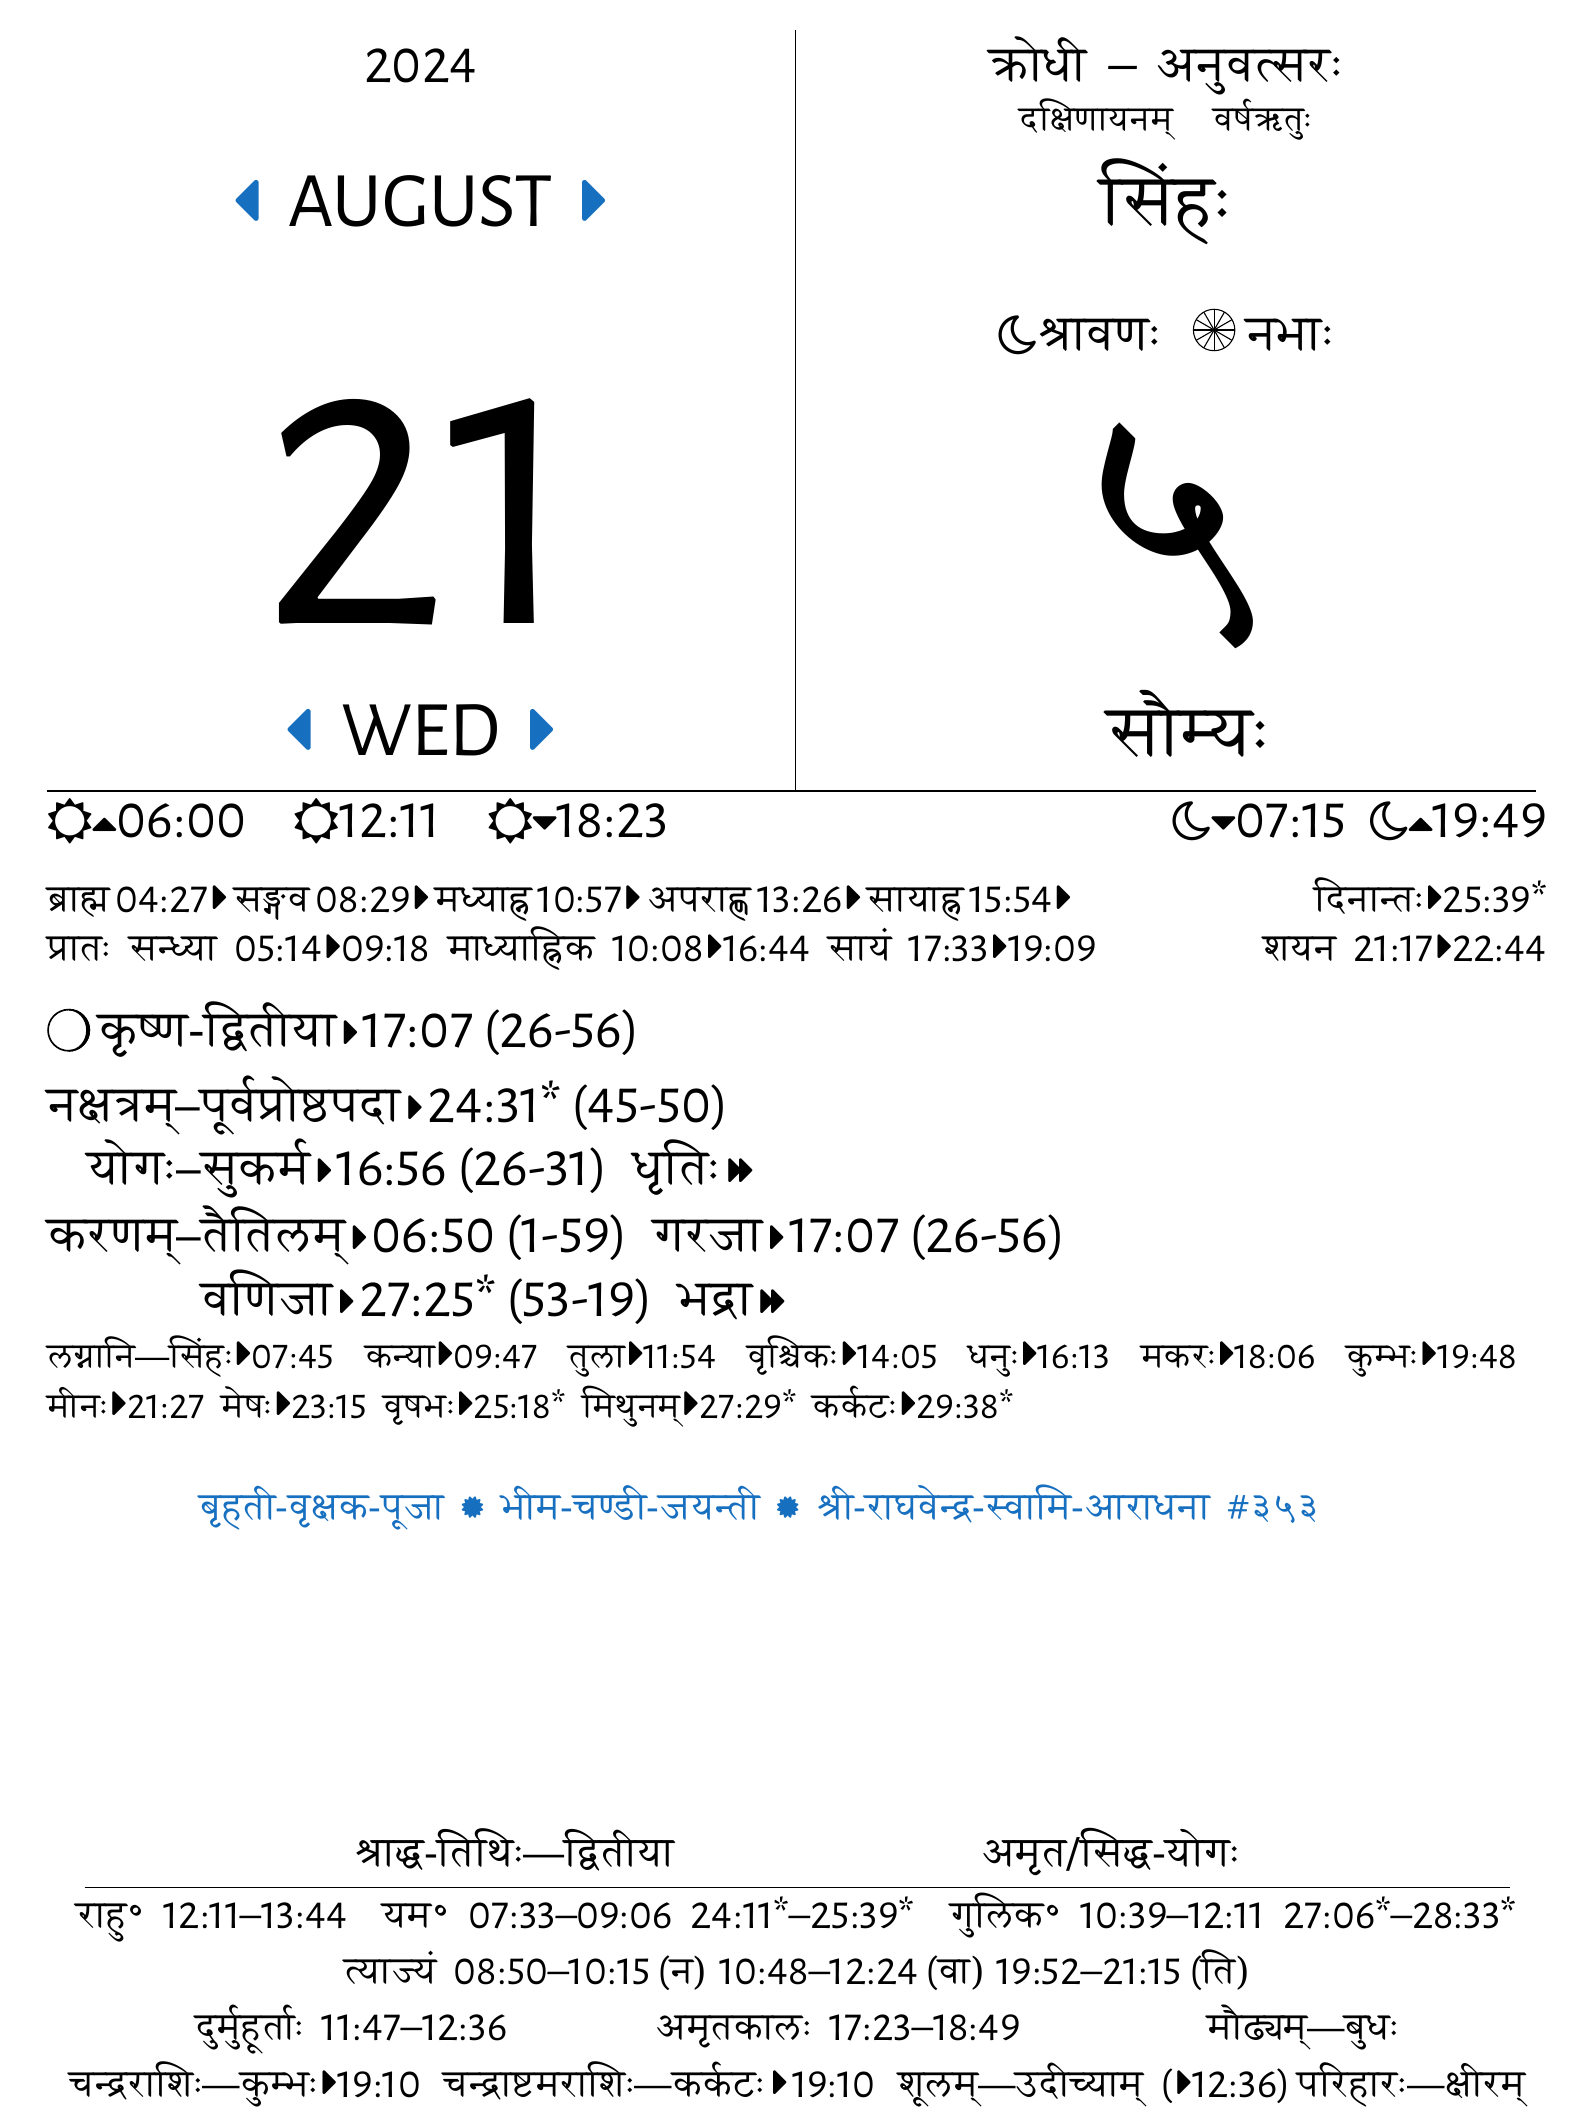 2024
AUGUST
21
WED
क्रोधी – अनुवत्सरः
दक्षिणायनम् वर्षऋतुः
सिंहः
श्रावणः नभाः
५
सौम्यः
06:00 12:11 18:23 07:15 19:49
ब्राह्म 04:27 सङ्गव 08:29 मध्याह्न 10:57 अपराह्ण 13:26 सायाह्न 15:54 दिनान्तः 25:39*
प्रातः सन्ध्या 05:14 09:18 माध्याह्निक 10:08 16:44 सायं 17:33 19:09 शयन 21:17 22:44
कृष्ण-द्वितीया 17:07 (26-56)
नक्षत्रम्–पूर्वप्रोष्ठपदा 24:31* (45-50)
योगः–सुकर्म 16:56 (26-31) धृतिः
करणम्–तैतिलम् 06:50 (1-59) गरजा 17:07 (26-56)
वणिजा 27:25* (53-19) भद्रा
लग्नानि—सिंहः 07:45 कन्या 09:47 तुला 11:54 वृश्चिकः 14:05 धनुः 16:13 मकरः 18:06 कुम्भः 19:48
मीनः 21:27 मेषः 23:15 वृषभः 25:18* मिथुनम् 27:29* कर्कटः 29:38*
बृहती-वृक्षक-पूजा ✹ भीम-चण्डी-जयन्ती ✹ श्री-राघवेन्द्र-स्वामि-आराधना #३५३
श्राद्ध-तिथिः—द्वितीया अमृत/सिद्ध-योगः
राहु॰ 12:11–13:44 यम॰ 07:33–09:06 24:11*–25:39* गुलिक॰ 10:39–12:11 27:06*–28:33*
त्याज्यं 08:50–10:15 (न) 10:48–12:24 (वा) 19:52–21:15 (ति)
दुर्मुहूर्ताः 11:47–12:36 अमृतकालः 17:23–18:49 मौढ्यम्—बुधः
चन्द्रराशिः—कुम्भः 19:10 चन्द्राष्टमराशिः—कर्कटः 19:10 शूलम्—उदीच्याम् (12:36) परिहारः—क्षीरम्